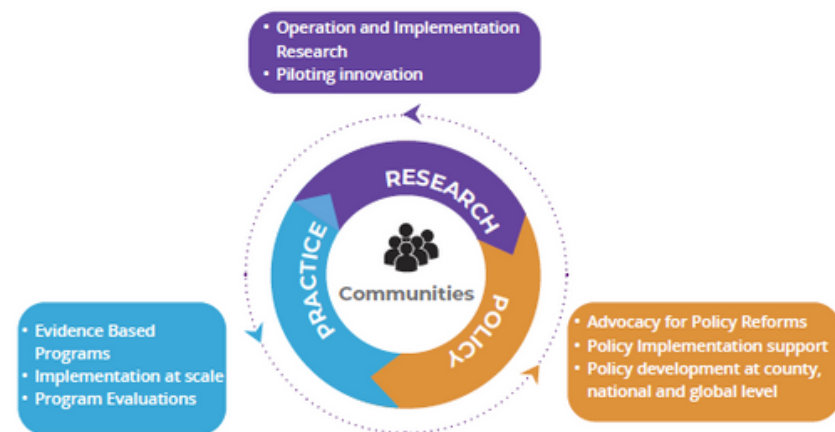 • Operation and Implementation
Research
• Piloting innovation
RESEARCH
PRACTICE
Communities
POLICY
• Evidence Based
Programs
• Implementation at scale
• Program Evaluations
• Advocacy for Policy Reforms
• Policy Implementation support
• Policy development at county,
national and global level